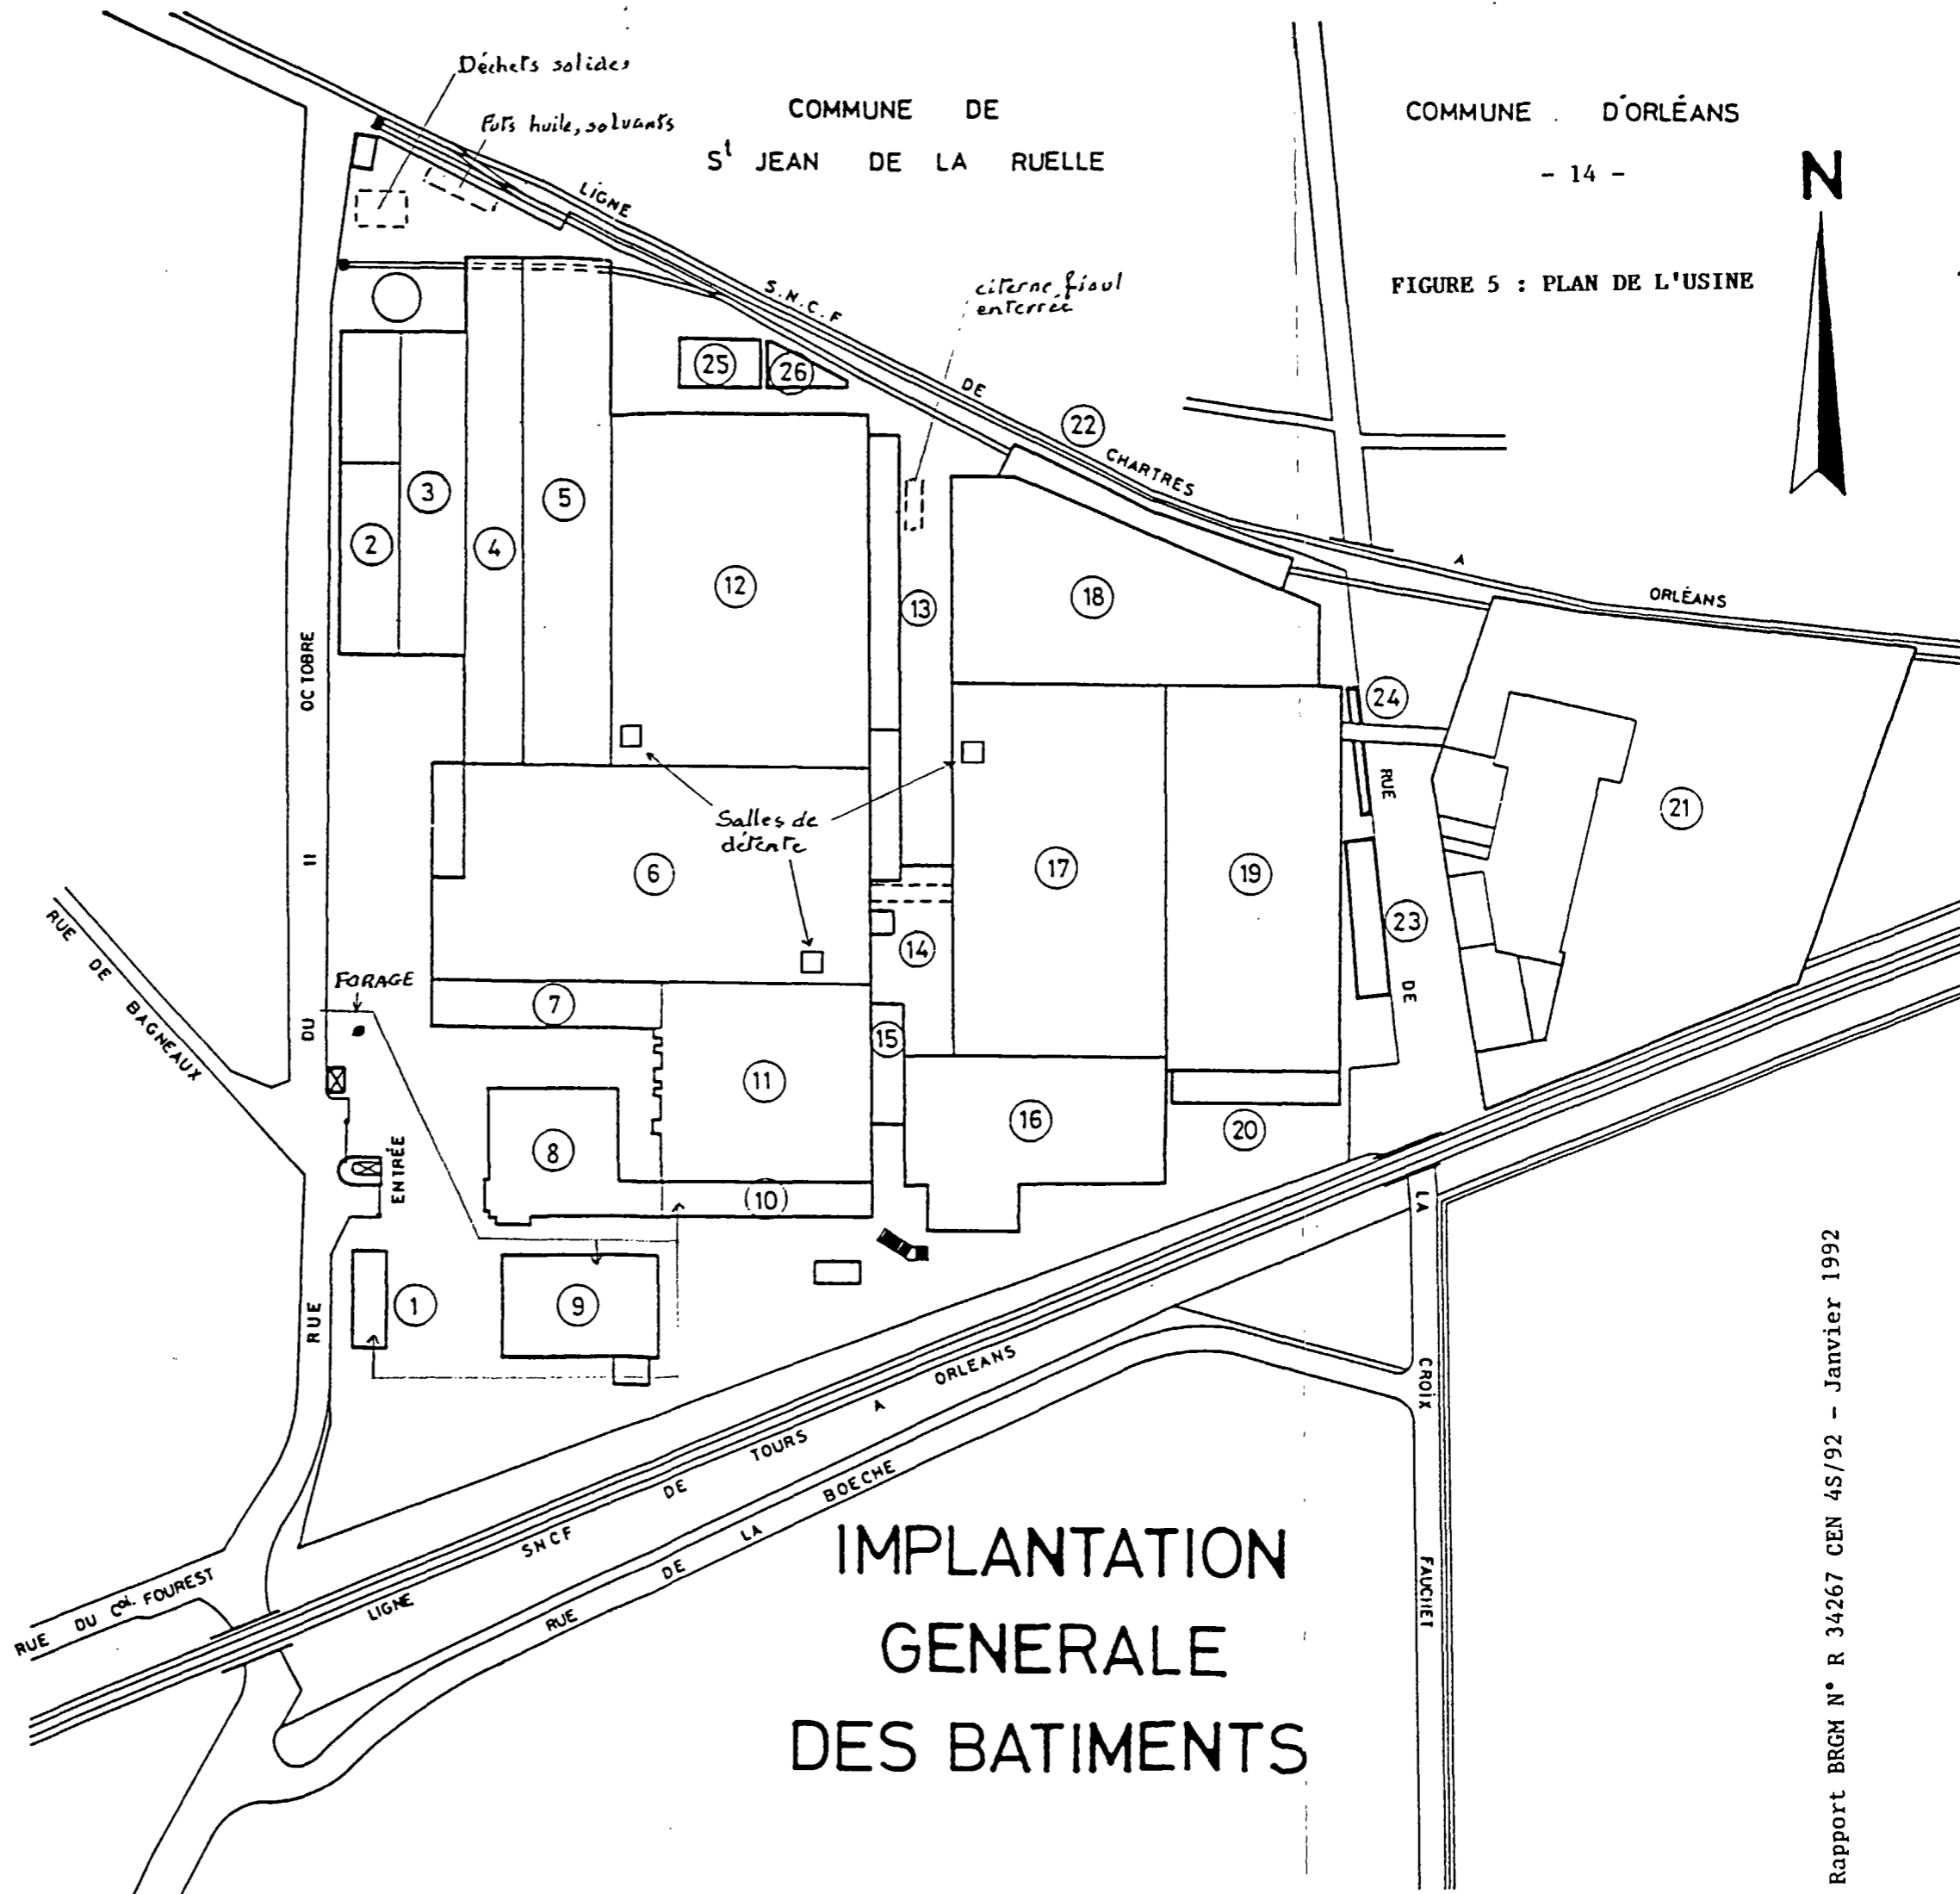 Déchets solides
Futs huile, solvants
COMMUNE DE
St JEAN DE LA RUELLE
COMMUNE D'ORLÉANS
- 14 -
N
FIGURE 5 : PLAN DE L'USINE
LIGNE S.N.C.F DE CHARTRES A ORLÉANS
citerne fioul
enterrée
25
26
22
3
5
2
4
12
13
18
24
21
6
17
19
23
14
7
15
11
16
20
8
10
1
9
Salles de
détente
FORAGE
ENTRÉE
RUE DU 11 OCTOBRE
RUE DE BAGNEAUX
RUE DE LA CROIX FAUCHET
RUE DU Col. FOUREST
LIGNE SNCF DE TOURS A ORLEANS
RUE DE LA BOECHE
IMPLANTATION
GENERALE
DES BATIMENTS
Rapport BRGM N° R 34267 CEN 4S/92 - Janvier 1992